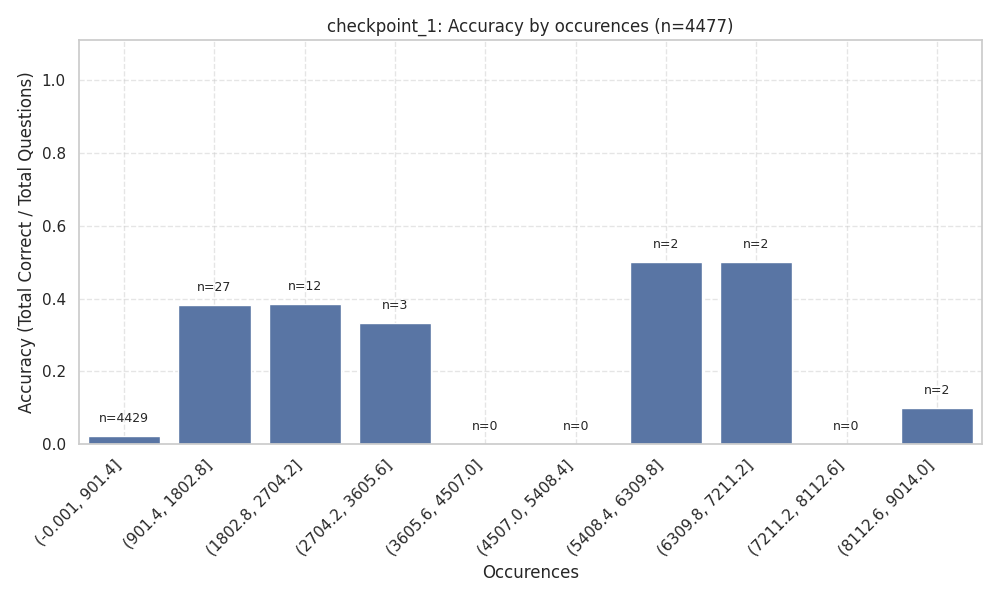 checkpoint_1: Accuracy by occurences (n=4477)
Accuracy (Total Correct / Total Questions)
1.0
0.8
0.6
0.4
0.2
0.0
n=4429
n=27
n=12
n=3
n=0
n=0
n=2
n=2
n=0
n=2
(-0.001, 901.4]
(901.4, 1802.8]
(1802.8, 2704.2]
(2704.2, 3605.6]
(3605.6, 4507.0]
(4507.0, 5408.4]
(5408.4, 6309.8]
(6309.8, 7211.2]
(7211.2, 8112.6]
(8112.6, 9014.0]
Occurences